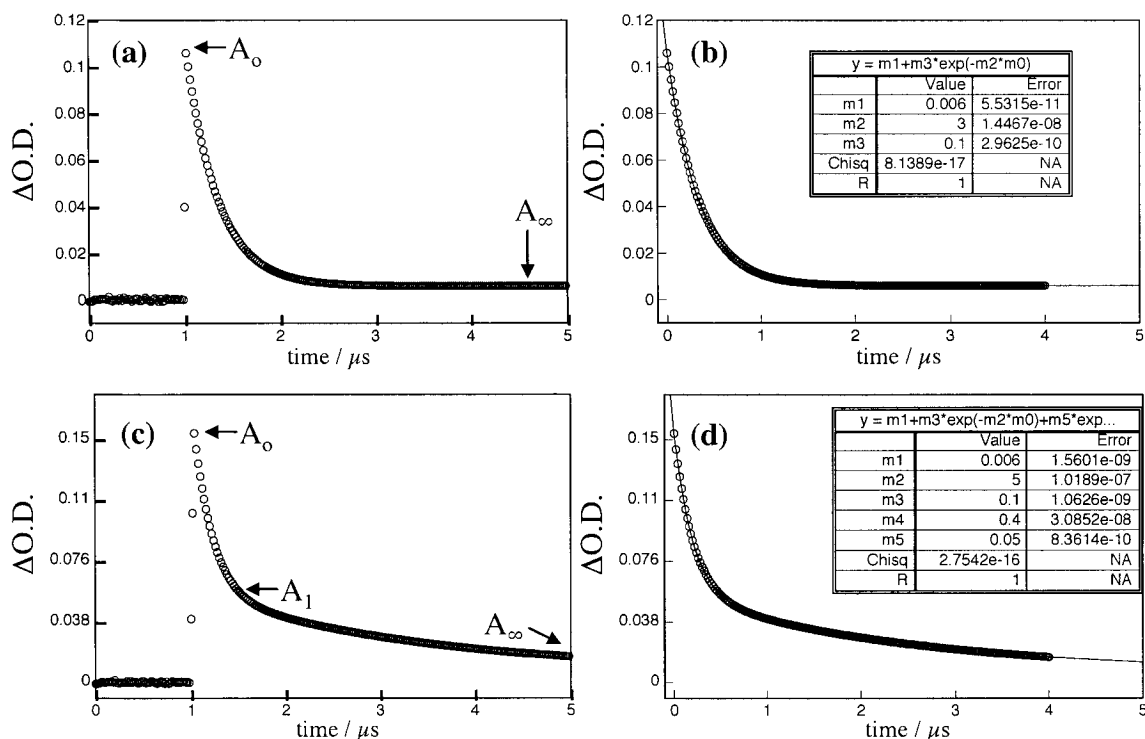 (a)
A₀
A∞
ΔO.D.
0.12
0.1
0.08
0.06
0.04
0.02
0
0 1 2 3 4 5
time / μs
(b)
y = m1+m3*exp(-m2*m0)
Value Error
m1 0.006 5.5315e-11
m2 3 1.4467e-08
m3 0.1 2.9625e-10
Chisq 8.1389e-17 NA
R 1 NA
ΔO.D.
0.12
0.1
0.08
0.06
0.04
0.02
0
0 1 2 3 4 5
time / μs
(c)
A₀
A₁
A∞
ΔO.D.
0.15
0.11
0.076
0.038
0
0 1 2 3 4 5
time / μs
(d)
y = m1+m3*exp(-m2*m0)+m5*exp...
Value Error
m1 0.006 1.5601e-09
m2 5 1.0189e-07
m3 0.1 1.0626e-09
m4 0.4 3.0852e-08
m5 0.05 8.3614e-10
Chisq 2.7542e-16 NA
R 1 NA
ΔO.D.
0.15
0.11
0.076
0.038
0
0 1 2 3 4 5
time / μs